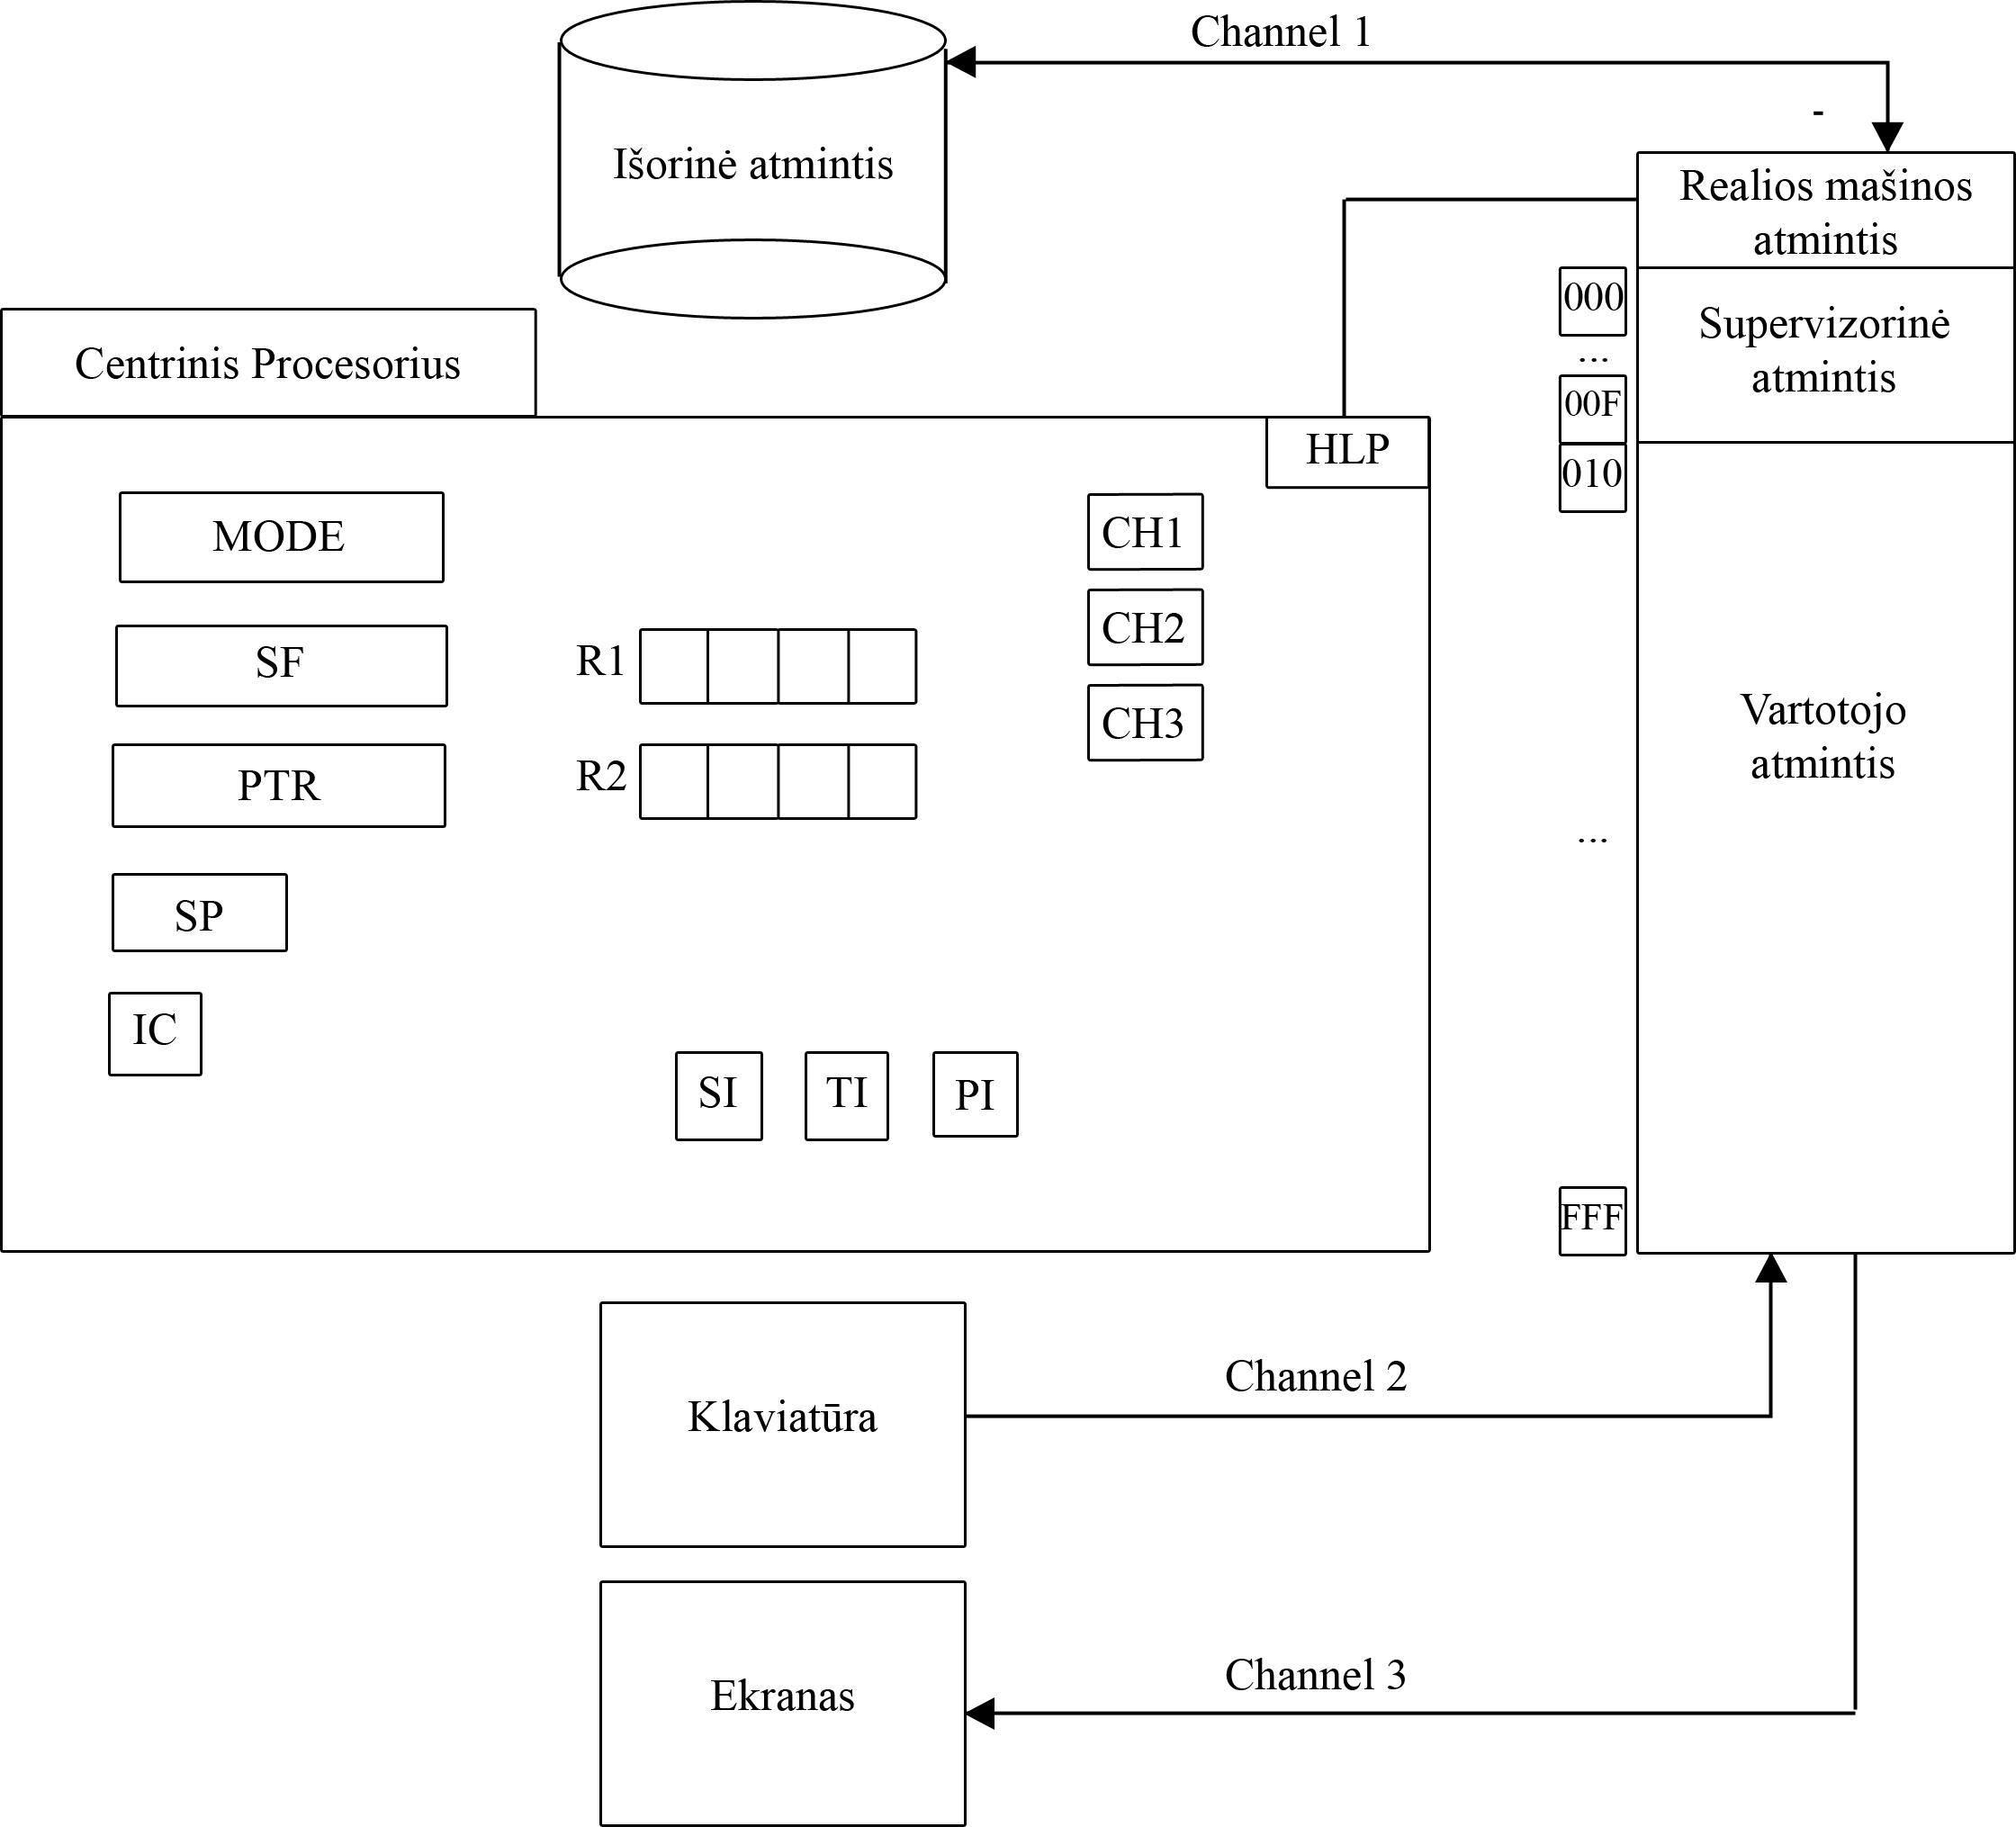 Channel 1
-
Išorinė atmintis
Realios mašinos
atmintis
000
Supervizorinė
atmintis
...
00F
Centrinis Procesorius
HLP
010
MODE
CH1
SF
R1
CH2
CH3
Vartotojo
atmintis
PTR
R2
...
SP
IC
SI
TI
PI
FFF
Channel 2
Klaviatūra
Channel 3
Ekranas